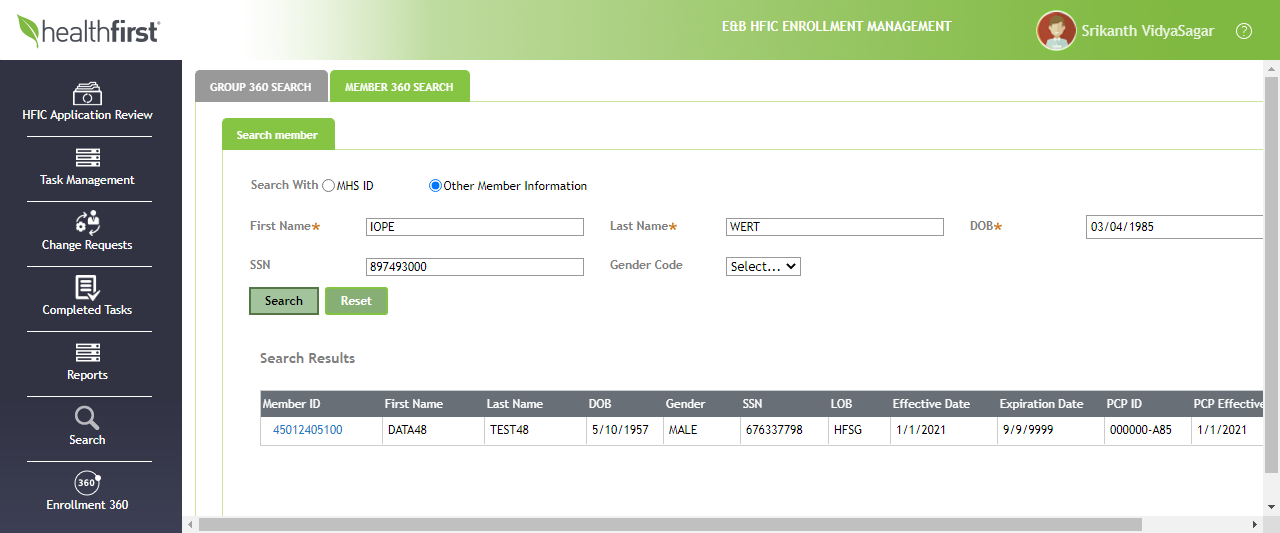 healthfirst
E&B HFIC ENROLLMENT MANAGEMENT
Srikanth VidyaSagar
?
HFIC Application Review
Task Management
Change Requests
Completed Tasks
Reports
Search
360
Enrollment 360
GROUP 360 SEARCH MEMBER 360 SEARCH
Search member
Search With MHS ID Other Member Information
First Name* IOPE Last Name* WERT DOB* 03/04/1985
SSN 897493000 Gender Code Select...
Search Reset
Search Results
Member ID First Name Last Name DOB Gender SSN LOB Effective Date Expiration Date PCP ID PCP Effective
45012405100 DATA48 TEST48 5/10/1957 MALE 676337798 HFSG 1/1/2021 9/9/9999 000000-A85 1/1/2021